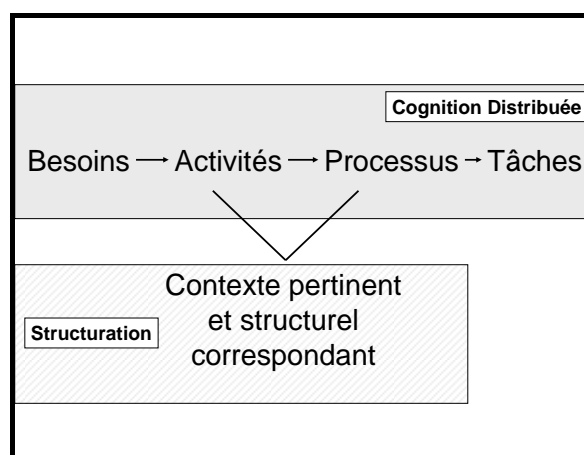 Cognition Distribuée
Besoins → Activités → Processus → Tâches
Contexte pertinent
et structurel
Structuration
correspondant